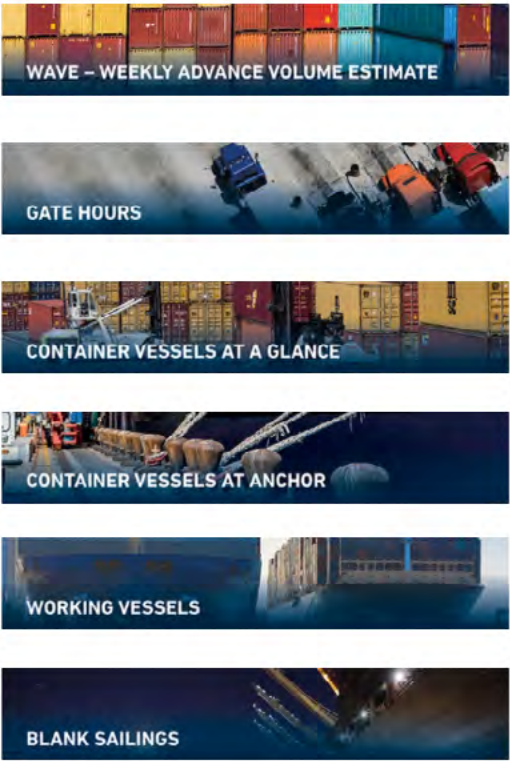 WAVE – WEEKLY ADVANCE VOLUME ESTIMATE
GATE HOURS
CONTAINER VESSELS AT A GLANCE
CONTAINER VESSELS AT ANCHOR
WORKING VESSELS
BLANK SAILINGS